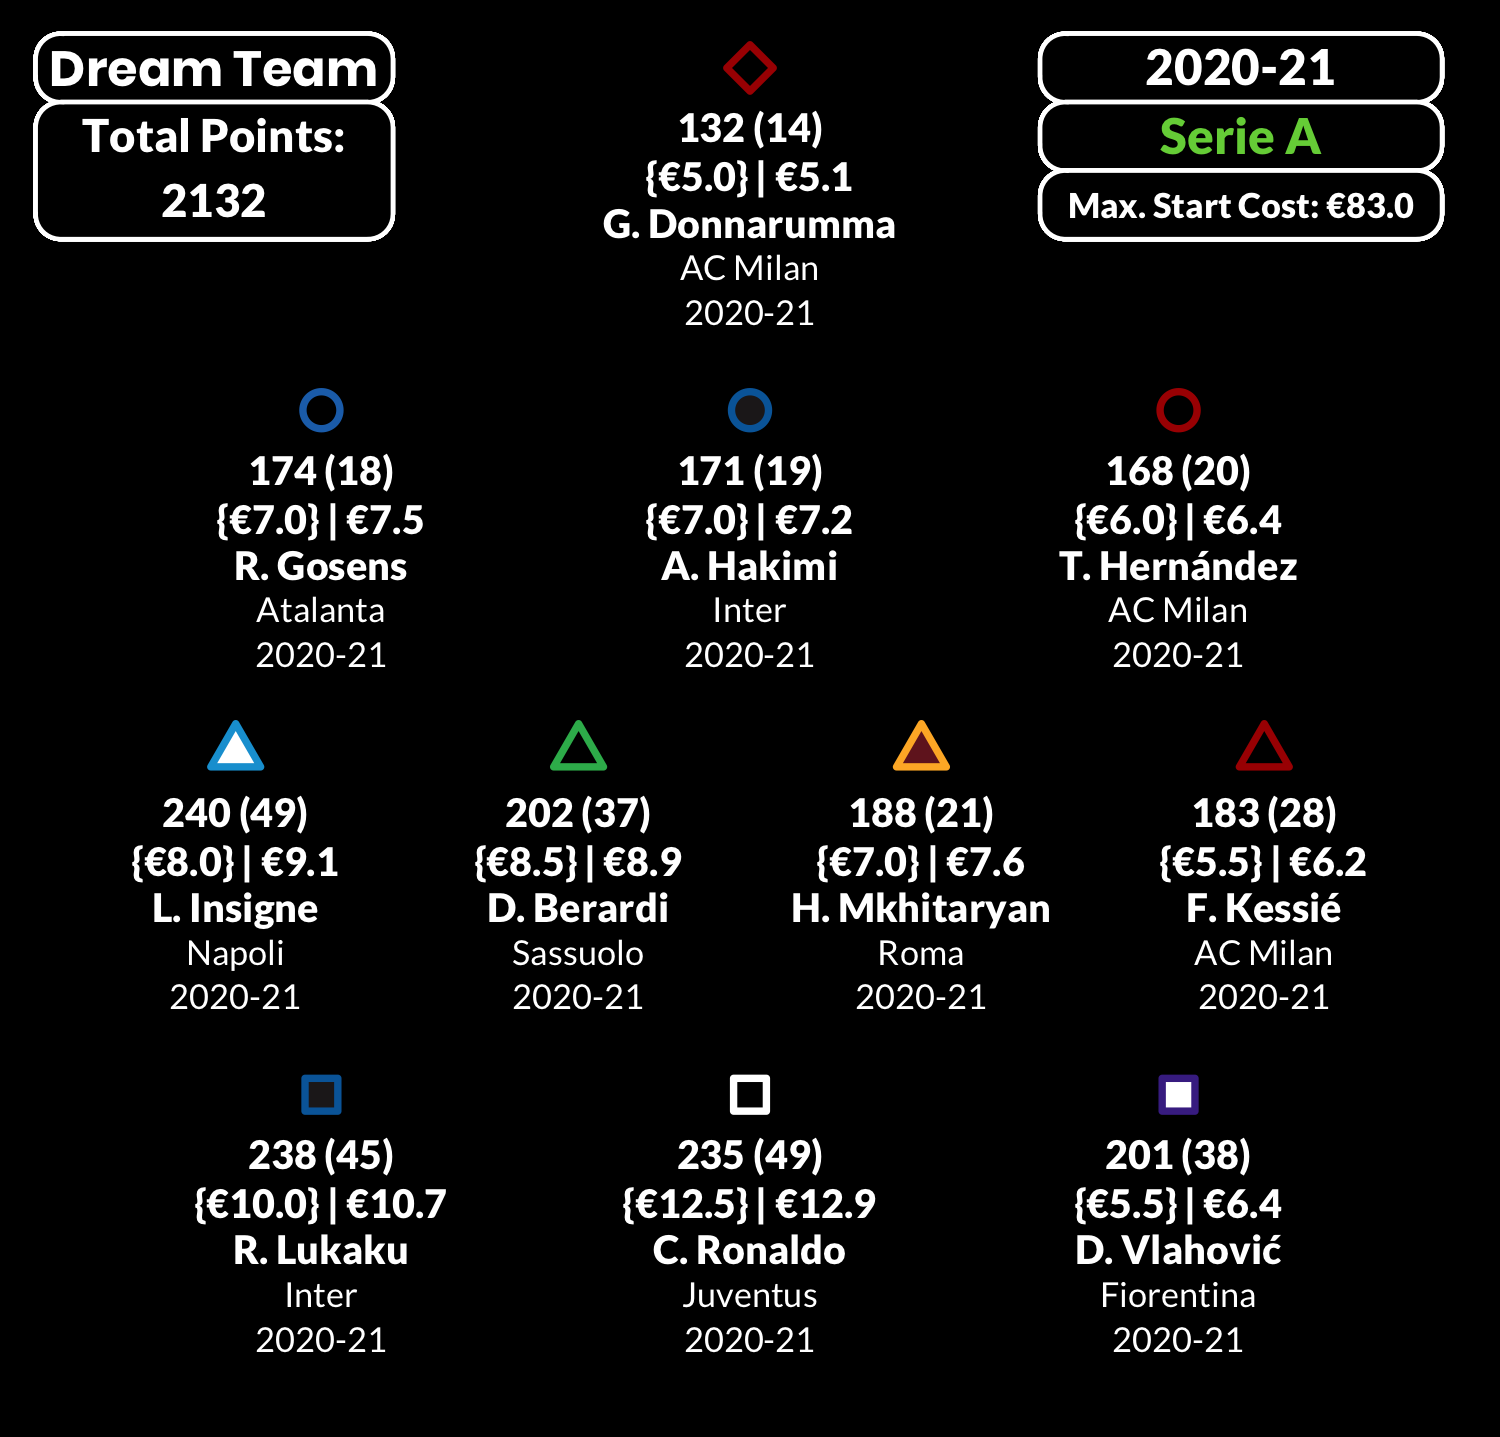 Dream Team
Total Points:
2132
2020-21
Serie A
Max. Start Cost: €83.0
132 (14)
{€5.0} | €5.1
G. Donnarumma
AC Milan
2020-21
174 (18)
{€7.0} | €7.5
R. Gosens
Atalanta
2020-21
171 (19)
{€7.0} | €7.2
A. Hakimi
Inter
2020-21
168 (20)
{€6.0} | €6.4
T. Hernández
AC Milan
2020-21
240 (49)
{€8.0} | €9.1
L. Insigne
Napoli
2020-21
202 (37)
{€8.5} | €8.9
D. Berardi
Sassuolo
2020-21
188 (21)
{€7.0} | €7.6
H. Mkhitaryan
Roma
2020-21
183 (28)
{€5.5} | €6.2
F. Kessié
AC Milan
2020-21
238 (45)
{€10.0} | €10.7
R. Lukaku
Inter
2020-21
235 (49)
{€12.5} | €12.9
C. Ronaldo
Juventus
2020-21
201 (38)
{€5.5} | €6.4
D. Vlahović
Fiorentina
2020-21